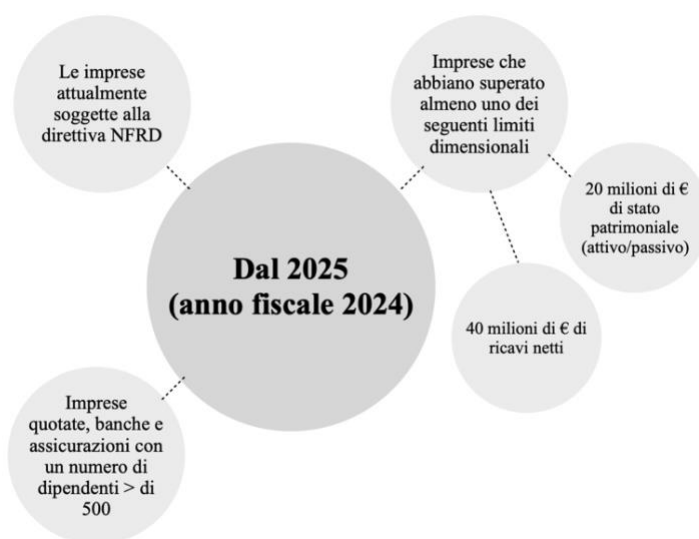 Le imprese
attualmente
soggette alla
direttiva NFRD
Imprese che
abbiano superato
almeno uno dei
seguenti limiti
dimensionali
20 milioni di €
di stato
patrimoniale
(attivo/passivo)
Dal 2025
(anno fiscale 2024)
40 milioni di € di
ricavi netti
Imprese
quotate, banche e
assicurazioni con
un numero di
dipendenti > di
500